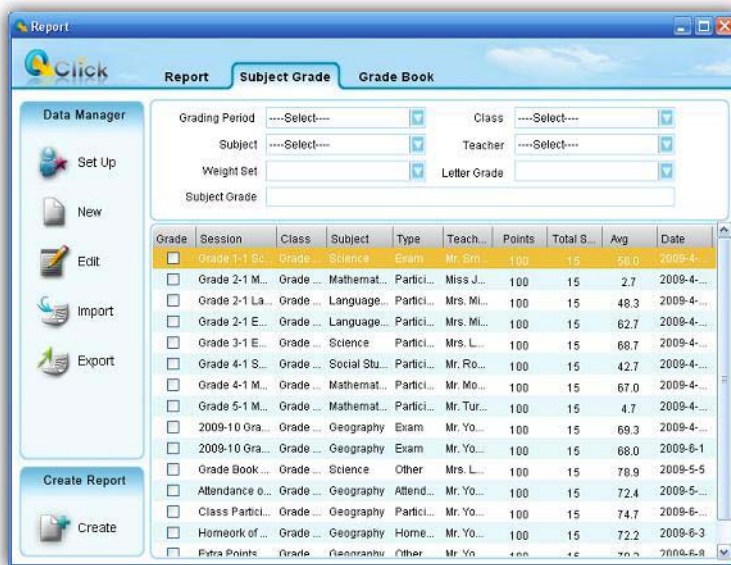 Report
Click
Report Subject Grade Grade Book
Data Manager
Set Up
New
Edit
Import
Export
Create Report
Create
Grading Period ----Select---- Class ----Select----
Subject ----Select---- Teacher ----Select----
Weight Set Letter Grade
Subject Grade
Grade Session Class Subject Type Teach... Points Total S... Avg Date
Grade 1-1 Sc... Grade ... Science Exam Mr. Sm... 100 15 56.0 2009-4-...
Grade 2-1 M... Grade ... Mathemat... Partici... Miss J... 100 15 2.7 2009-4-...
Grade 2-1 La... Grade ... Language... Partici... Mrs. Mi... 100 15 48.3 2009-4-...
Grade 2-1 E... Grade ... Language... Partici... Mrs. Mi... 100 15 62.7 2009-4-...
Grade 3-1 E... Grade ... Science Partici... Mrs. L... 100 15 68.7 2009-4-...
Grade 4-1 S... Grade ... Social Stu... Partici... Mr. Ro... 100 15 42.7 2009-4-...
Grade 4-1 M... Grade ... Mathemat... Partici... Mr. Mo... 100 15 67.0 2009-4-...
Grade 5-1 M... Grade ... Mathemat... Partici... Mr. Tur... 100 15 4.7 2009-4-...
2009-10 Gra... Grade ... Geography Exam Mr. Yo... 100 15 69.3 2009-4-...
2009-10 Gra... Grade ... Geography Exam Mr. Yo... 100 15 68.0 2009-6-1
Grade Book ... Grade ... Science Other Mrs. L... 100 15 78.9 2009-5-5
Attendance o... Grade ... Geography Attend... Mr. Yo... 100 15 72.4 2009-5-...
Class Partici... Grade ... Geography Partici... Mr. Yo... 100 15 74.7 2009-6-...
Homeork of ... Grade ... Geography Home... Mr. Yo... 100 15 72.2 2009-6-3
Extra Points Grade Geography Other Mr. Yo 100 15 2009-6-8